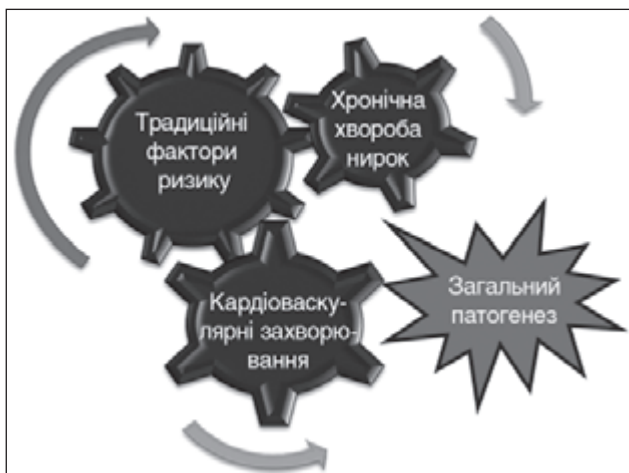 Традиційні
фактори
ризику
Хронічна
хвороба
нирок
Кардіоваску-
лярні захворю-
вання
Загальний
патогенез